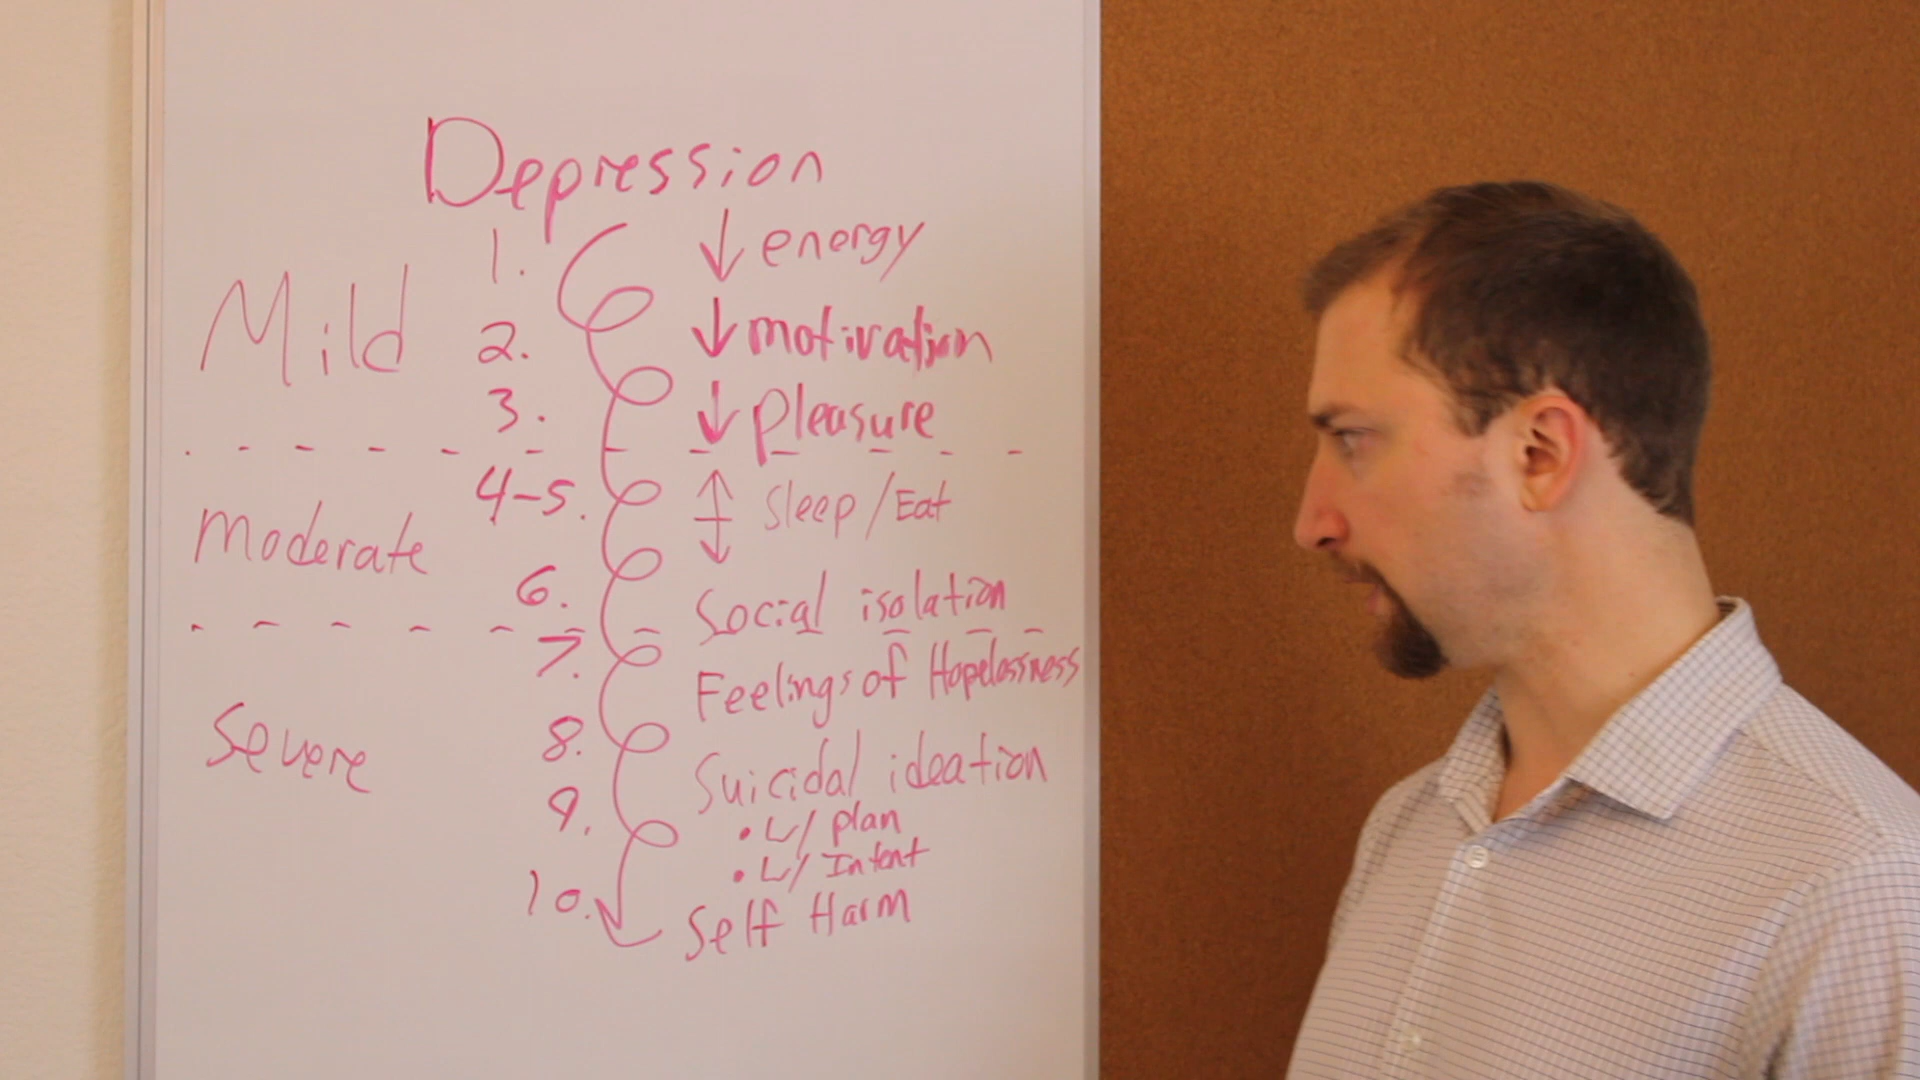 Depression
1. ↓ energy
Mild
2. ↓ motivation
3. ↓ Pleasure
4-5. ↕ Sleep/Eat
moderate
6. Social isolation
7. Feelings of Hopelessness
Severe
8. Suicidal ideation
9. • w/ plan
• w/ Intent
10. Self Harm